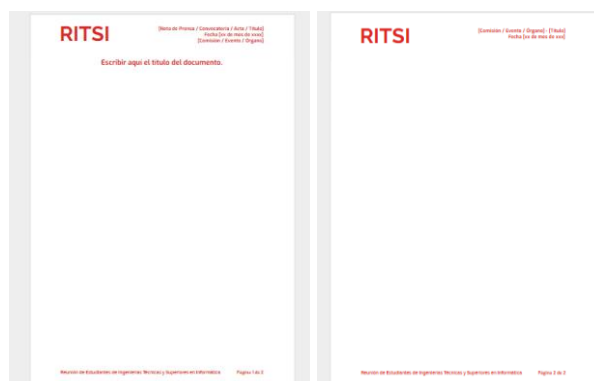 RITSI
[Nota de Prensa / Convocatoria / Acta / Título]
Fecha [xx de mes de xxxx]
[Comisión / Evento / Órgano]
Escribir aquí el título del documento.
Reunión de Estudiantes de Ingenierías Técnicas y Superiores en Informática Página 1 de 2
RITSI
[Comisión / Evento / Órgano] - [Título]
Fecha [xx de mes de xxx]
Reunión de Estudiantes de Ingenierías Técnicas y Superiores en Informática Página 2 de 2